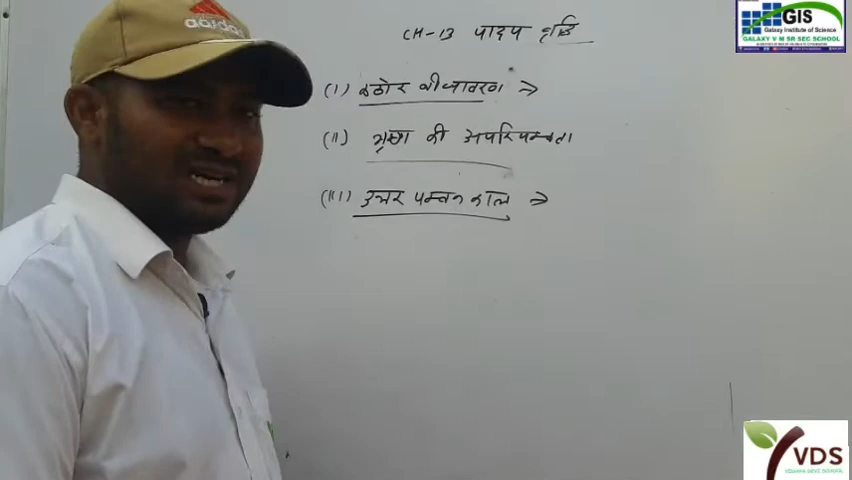 CH-13 पादप वृद्धि
(I) कठोर बीजावरण ⇒
(II) भ्रूण की अपरिपक्वता
(III) उत्तर पक्वन काल ⇒
adidas
GIS
Galaxy Institute of Science
GALAXY V M SR SEC SCHOOL
VDS